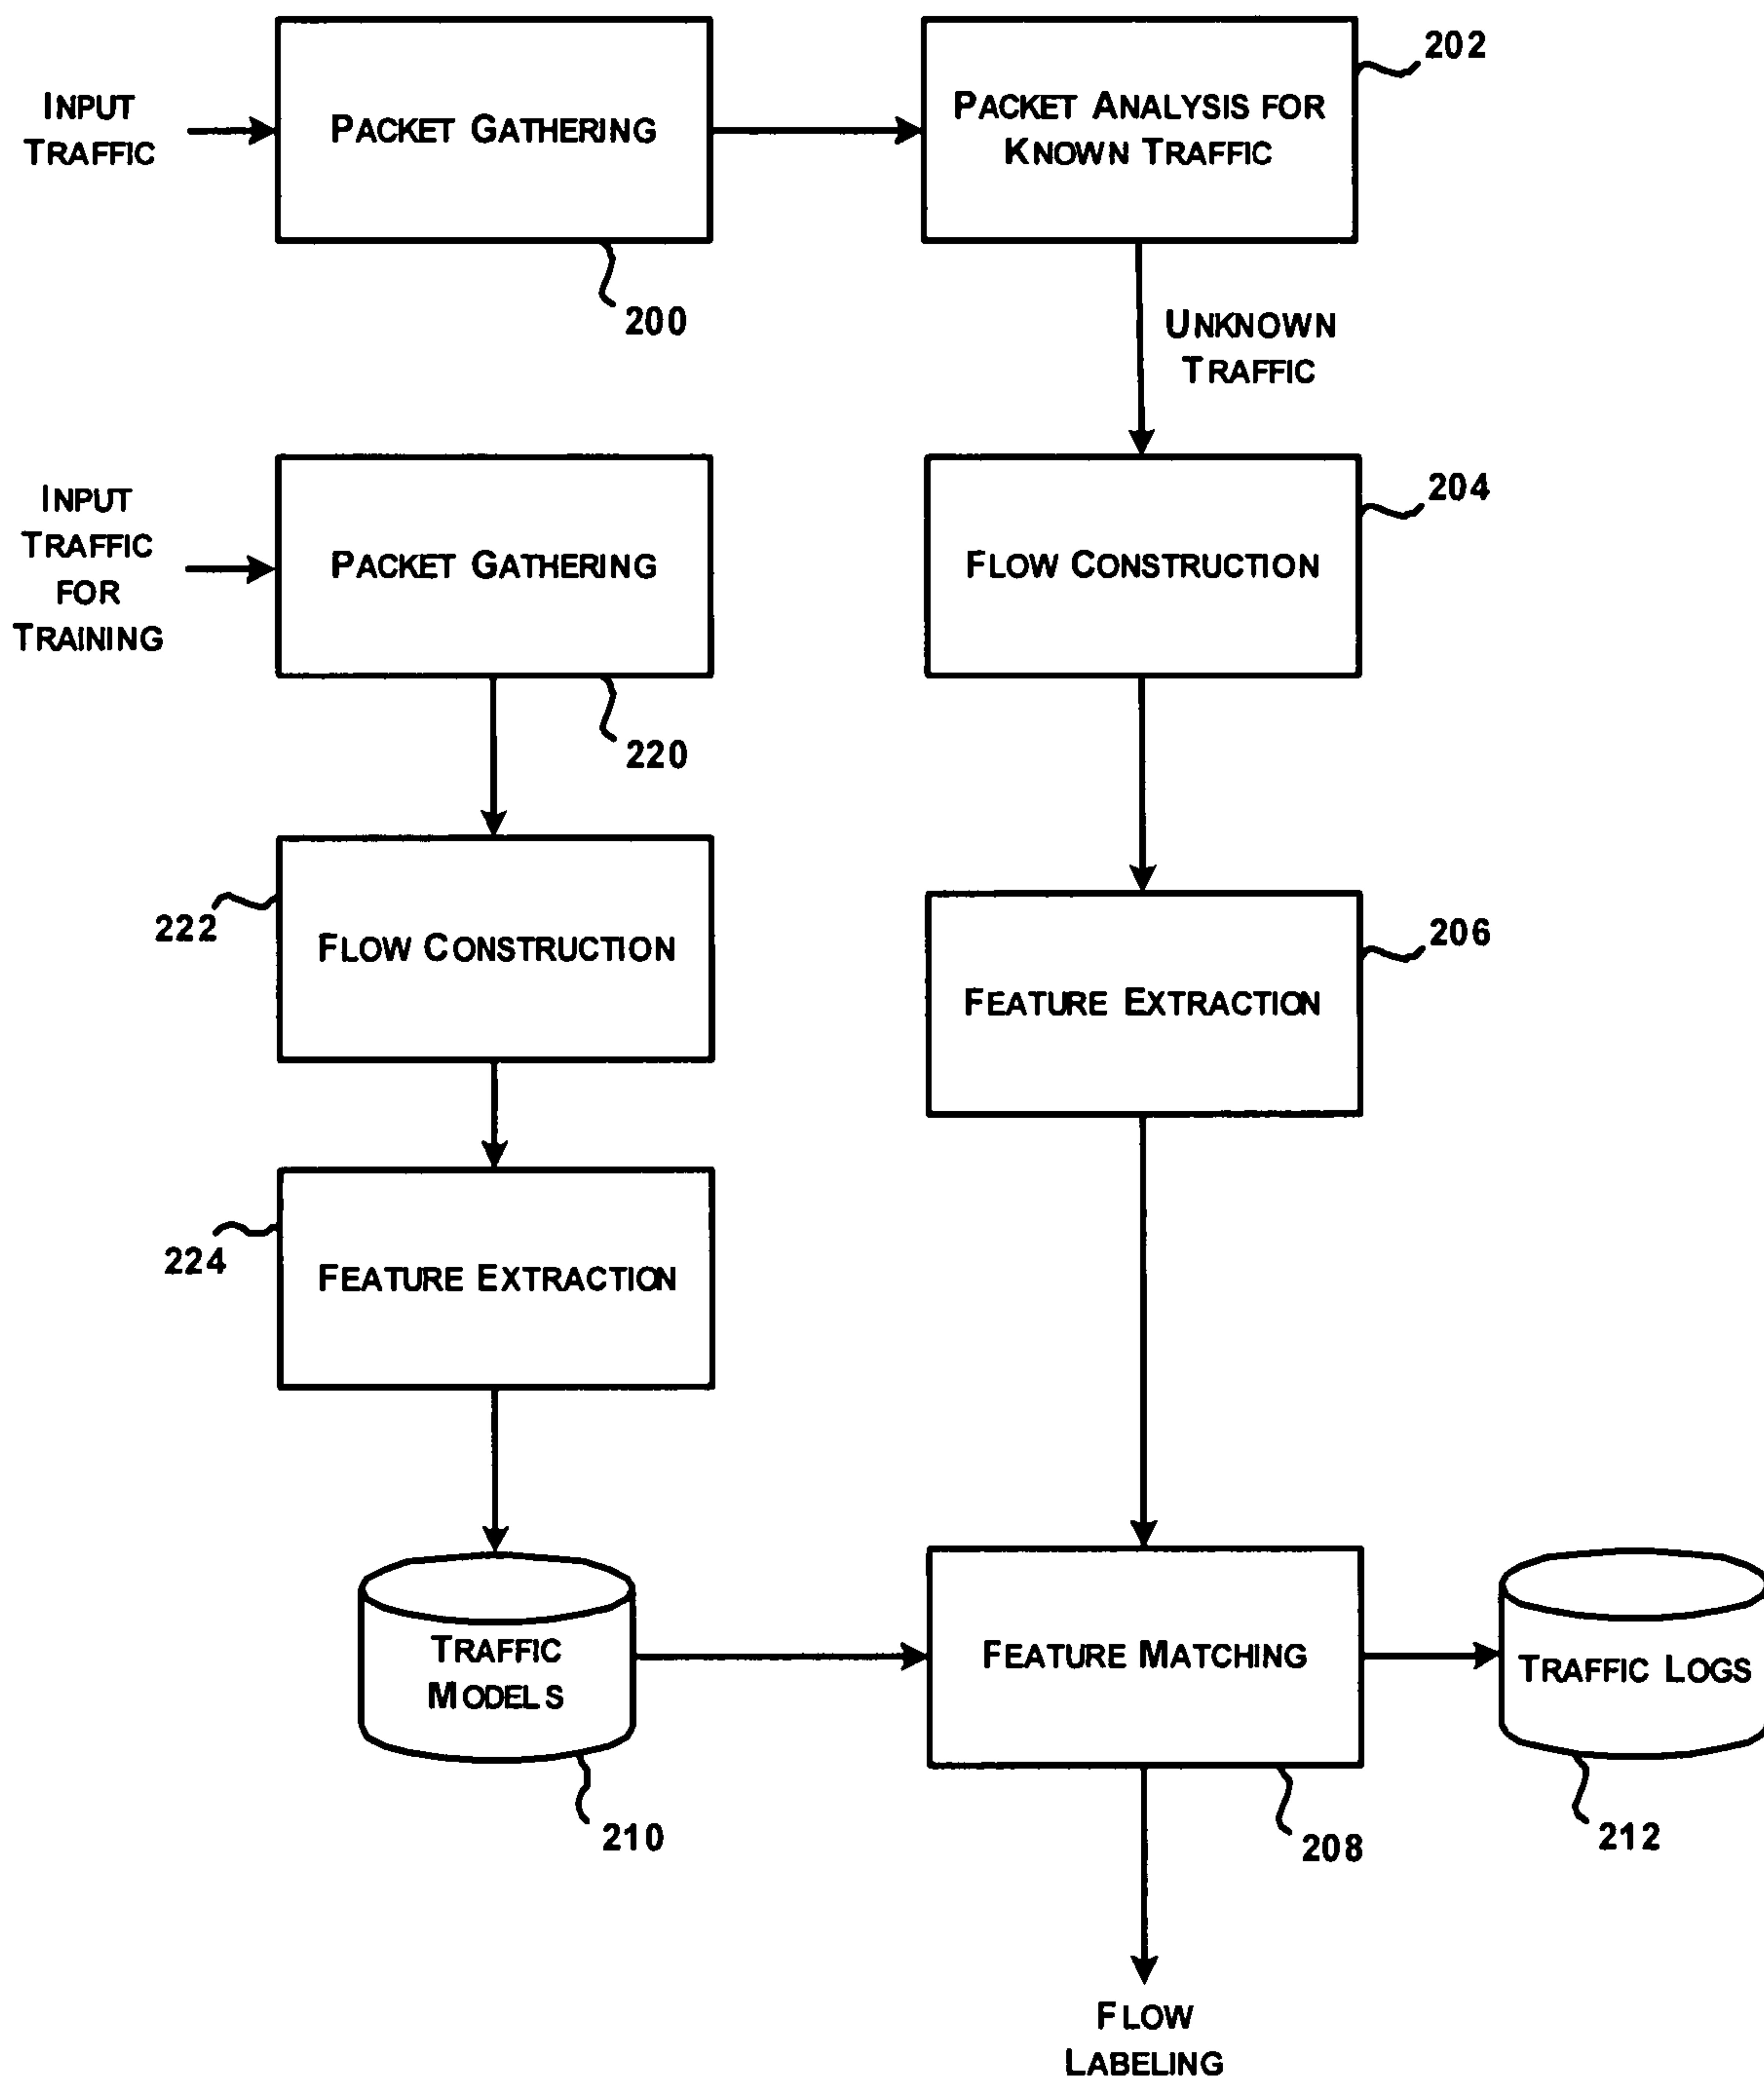 INPUT
TRAFFIC
PACKET GATHERING
200
PACKET ANALYSIS FOR
KNOWN TRAFFIC
202
UNKNOWN
TRAFFIC
INPUT
TRAFFIC
FOR
TRAINING
PACKET GATHERING
220
FLOW CONSTRUCTION
204
222
FLOW CONSTRUCTION
FEATURE EXTRACTION
206
224
FEATURE EXTRACTION
TRAFFIC
MODELS
210
FEATURE MATCHING
208
TRAFFIC LOGS
212
FLOW
LABELING